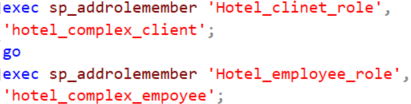 exec sp_addrolemember 'Hotel_clinet_role',
'hotel_complex_client';
go
exec sp_addrolemember 'Hotel_employee_role',
'hotel_complex_empoyee';